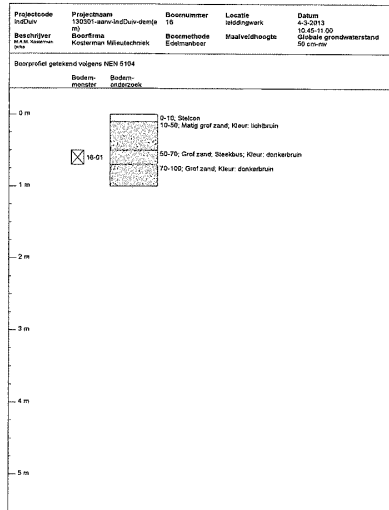 Projectcode Projectnaam Boornummer Locatie Datum
IndDuiv 130301-aanv-indDuiv-dem(e 16 leiddingwerk 4-3-2013
m) 10.45-11.00
Beschrijver Boorfirma Boormethode Maaiveldhoogte Globale grondwaterstand
Kosterman Milieutechniek Edelmanboor 50 cm-mv
Boorprofiel getekend volgens NEN 5104
Bodem- Bodem-
monster onderzoek
0 m
0-10; Stelcon
10-50; Matig grof zand; Kleur: lichtbruin
16-01
50-70; Grof zand; Steekbus; Kleur: donkerbruin
70-100; Grof zand; Kleur: donkerbruin
1 m
2 m
3 m
4 m
5 m